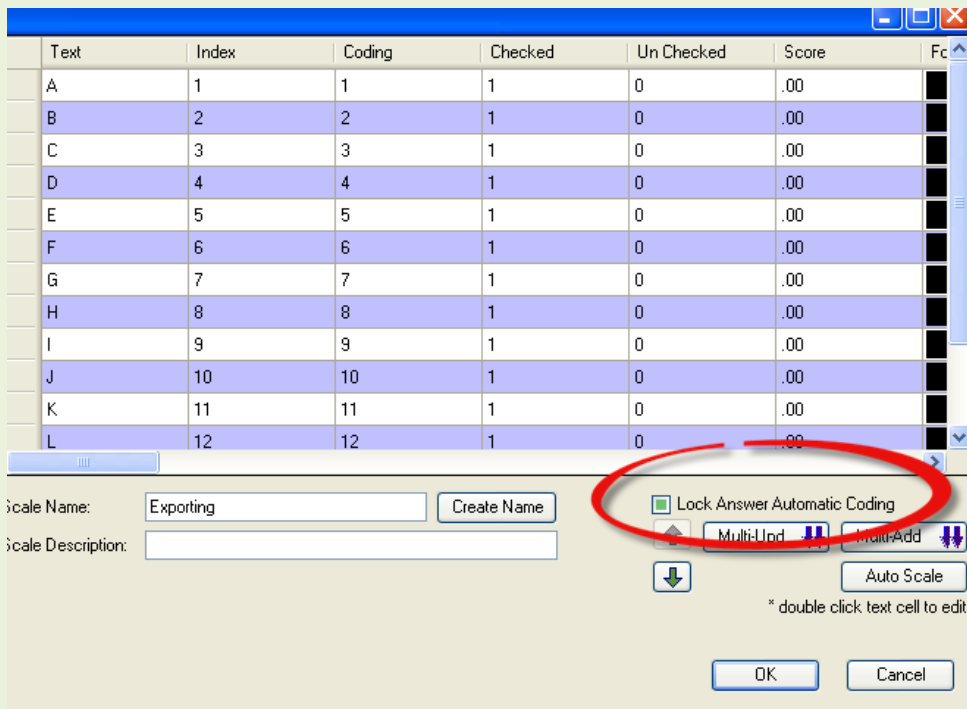 Text Index Coding Checked Un Checked Score Fo
A 1 1 1 0 .00
B 2 2 1 0 .00
C 3 3 1 0 .00
D 4 4 1 0 .00
E 5 5 1 0 .00
F 6 6 1 0 .00
G 7 7 1 0 .00
H 8 8 1 0 .00
I 9 9 1 0 .00
J 10 10 1 0 .00
K 11 11 1 0 .00
L 12 12 1 0 .00
Scale Name: Exporting Create Name Lock Answer Automatic Coding
Scale Description: Multi-Upd Multi-Add
Auto Scale
* double click text cell to edit
OK Cancel